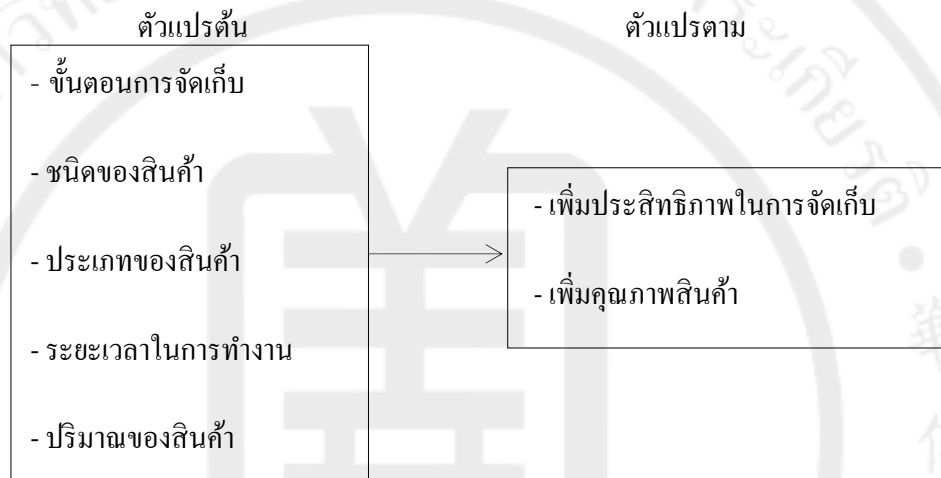 ตัวแปรต้น
- ขั้นตอนการจัดเก็บ
- ชนิดของสินค้า
- ประเภทของสินค้า
- ระยะเวลาในการทำงาน
- ปริมาณของสินค้า
ตัวแปรตาม
- เพิ่มประสิทธิภาพในการจัดเก็บ
- เพิ่มคุณภาพสินค้า